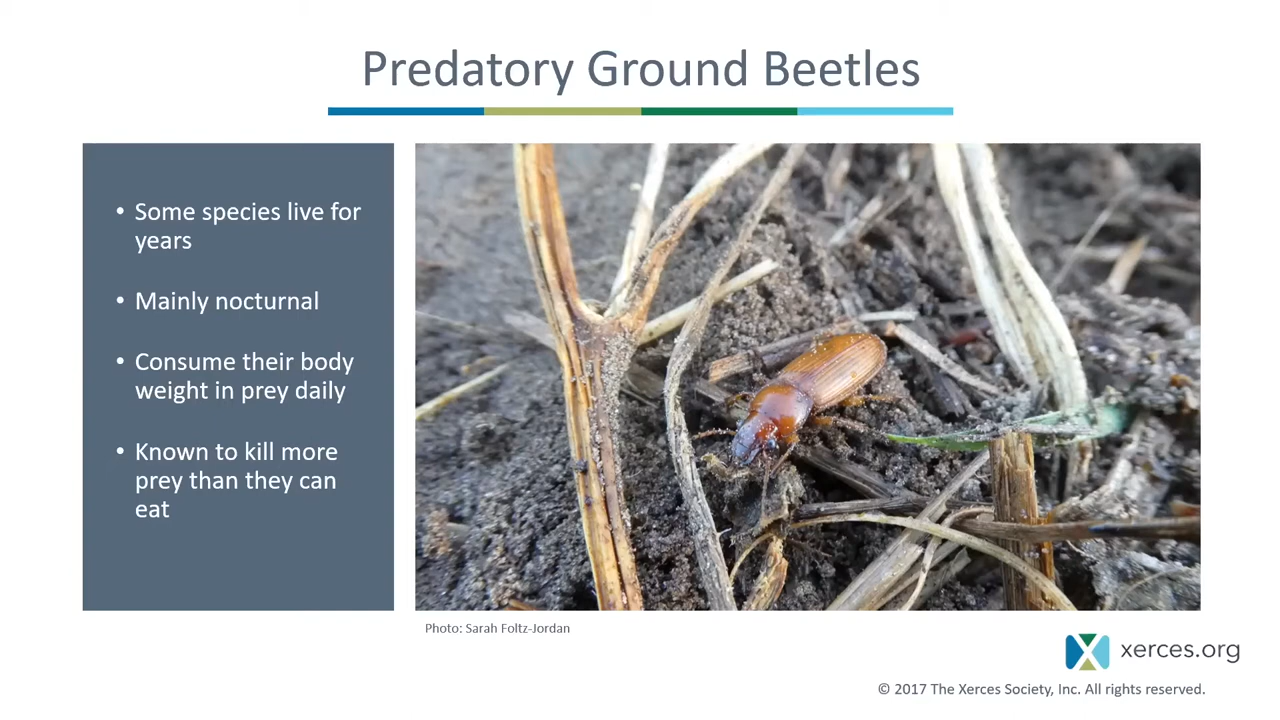 Predatory Ground Beetles
• Some species live for
years
• Mainly nocturnal
• Consume their body
weight in prey daily
• Known to kill more
prey than they can
eat
Photo: Sarah Foltz-Jordan
xerces.org
© 2017 The Xerces Society, Inc. All rights reserved.